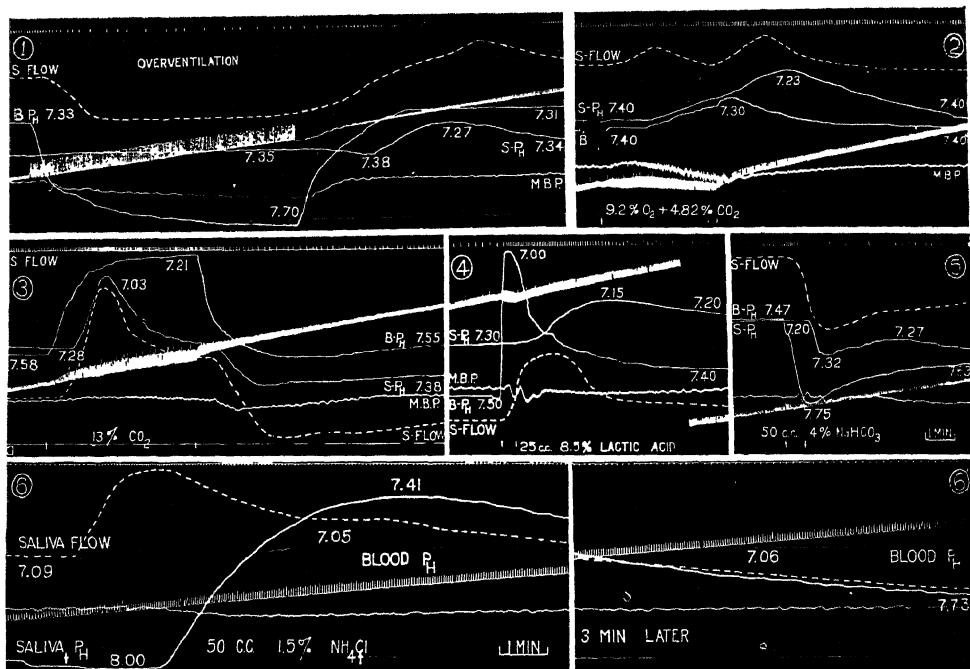 ①
S FLOW
OVERVENTILATION
B PH 7.33
7.31
7.27
S-PH 7.34
7.35
7.38
M.B.P.
7.70
②
S-FLOW
7.23
S-PH 7.40
7.30
7.40
B 7.40
7.40
M.B.P.
9.2% O2 + 4.82% CO2
③
S FLOW
7.21
7.03
7.28
7.58
B-PH 7.55
S-PH 7.38
M.B.P.
S-FLOW
13% CO2
④
7.00
7.15
7.20
S-PH 7.30
7.40
M.B.P.
B-PH 7.50
S-FLOW
25 cc. 8.5% LACTIC ACID
⑤
S-FLOW
B-PH 7.47
S-PH 7.20
7.27
7.32
7.75
50 cc. 4% NaHCO3
1 MIN.
⑥
7.41
SALIVA FLOW
7.05
7.09
BLOOD PH
SALIVA PH
8.00
50 C.C. 1.5% NH4Cl
1 MIN
⑥
7.06
BLOOD PH
7.73
3 MIN LATER